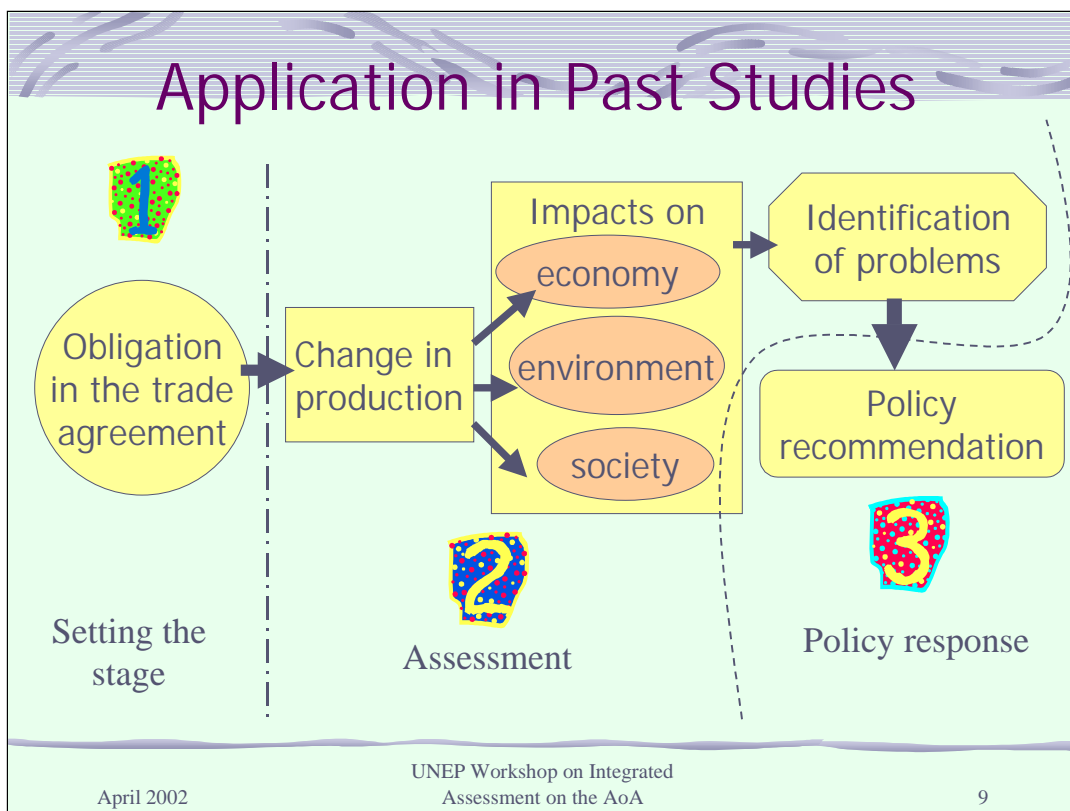 Application in Past Studies
1
Obligation
in the trade
agreement
Change in
production
Impacts on
economy
environment
society
Identification
of problems
Policy
recommendation
2
3
Setting the
stage
Assessment
Policy response
April 2002
UNEP Workshop on Integrated
Assessment on the AoA
9